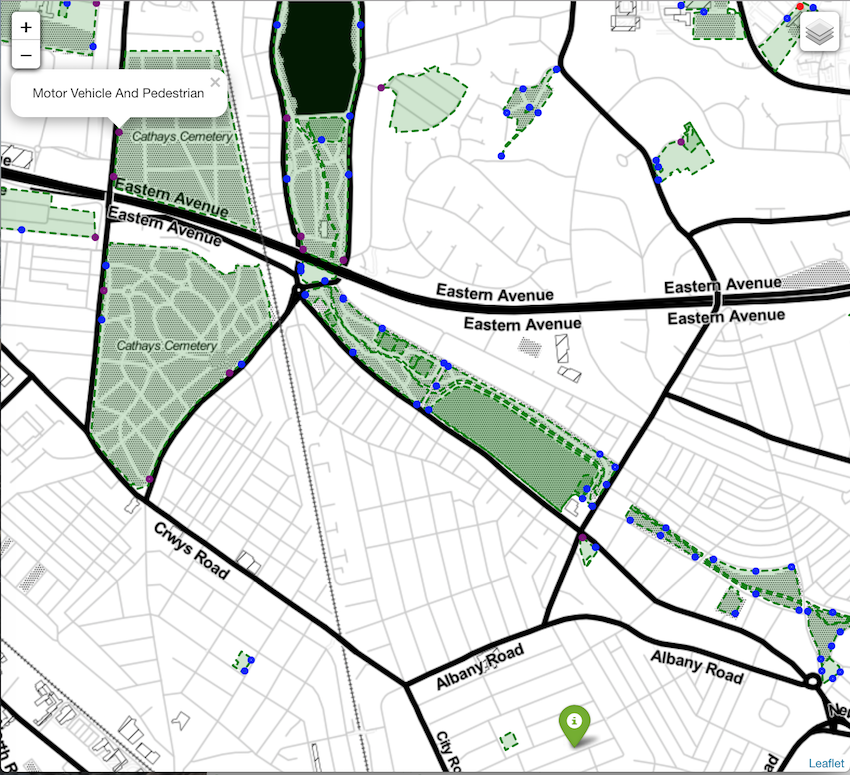 +
−
Motor Vehicle And Pedestrian
×
Cathays Cemetery
Eastern Avenue
Eastern Avenue
Eastern Avenue
Eastern Avenue
Eastern Avenue
Eastern Avenue
Cathays Cemetery
Crwys Road
Albany Road
Albany Road
City Ro
i
Leaflet